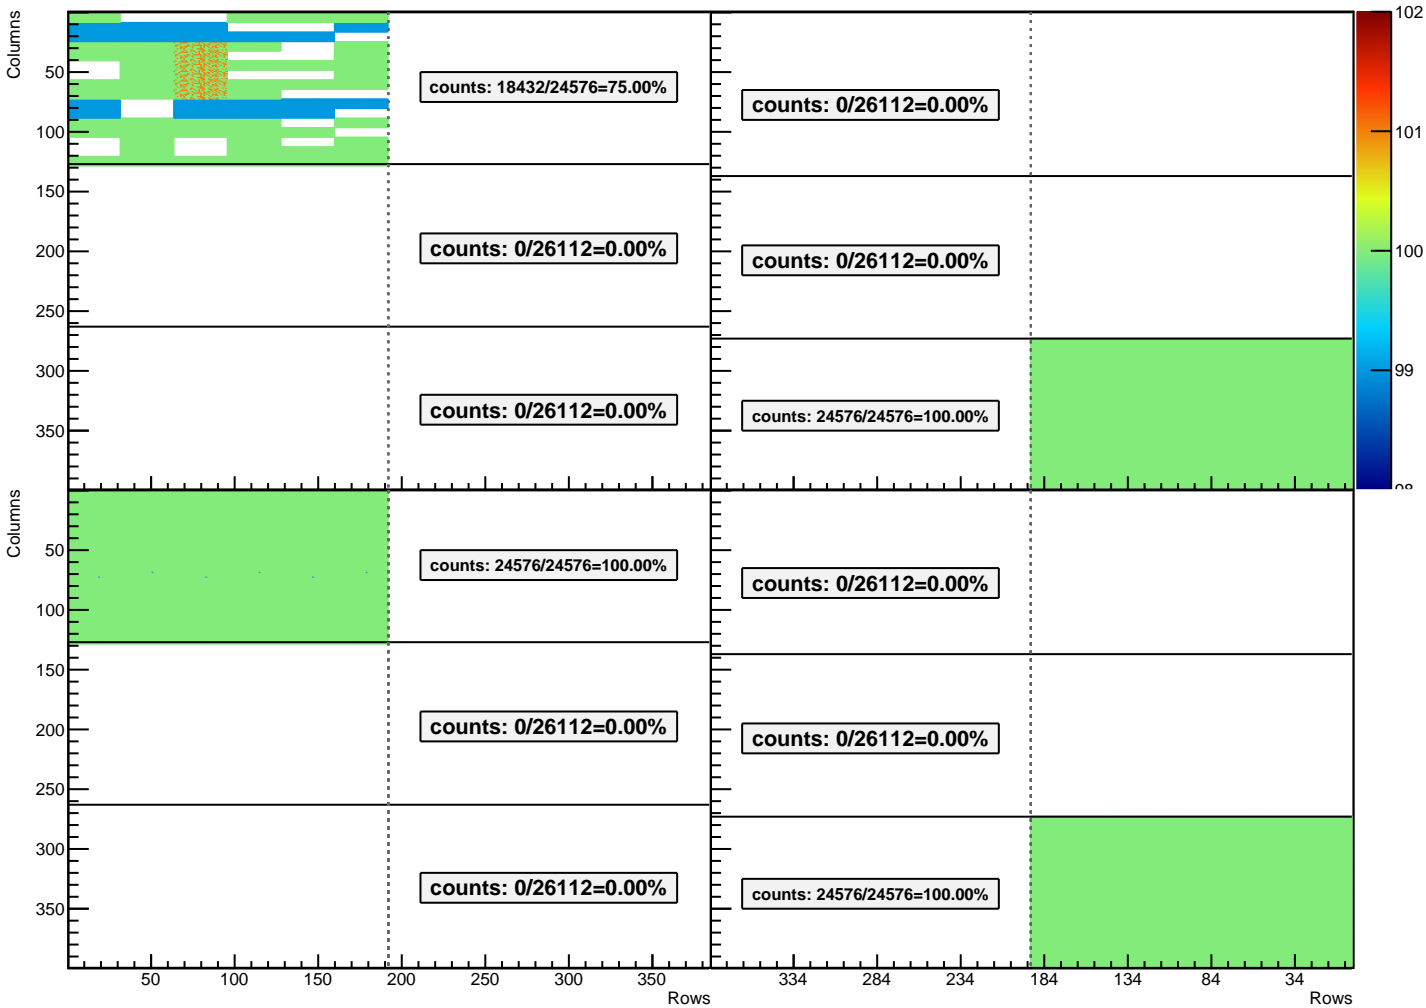 Columns
50
100
150
200
250
300
350
counts: 18432/24576=75.00%
counts: 0/26112=0.00%
counts: 0/26112=0.00%
counts: 0/26112=0.00%
counts: 0/26112=0.00%
counts: 24576/24576=100.00%
102
101
100
99
98
Columns
50
100
150
200
250
300
350
counts: 24576/24576=100.00%
counts: 0/26112=0.00%
counts: 0/26112=0.00%
counts: 0/26112=0.00%
counts: 0/26112=0.00%
counts: 24576/24576=100.00%
50 100 150 200 250 300 350
Rows
334 284 234 184 134 84 34
Rows